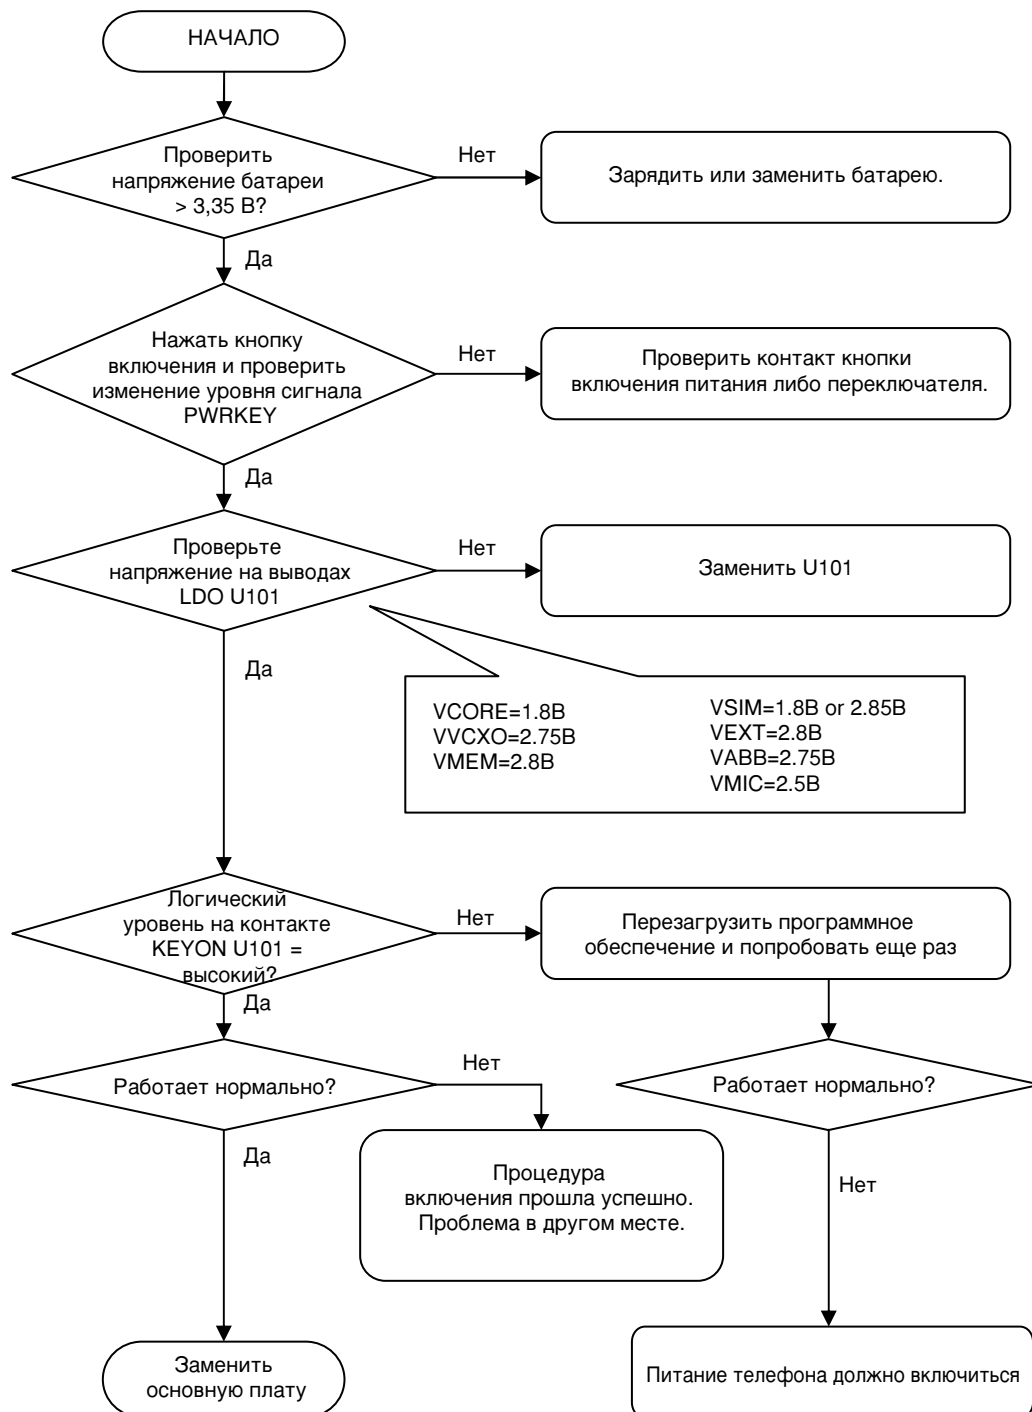 НАЧАЛО
Проверить
напряжение батареи
> 3,35 В?
Нет
Зарядить или заменить батарею.
Да
Нажать кнопку
включения и проверить
изменение уровня сигнала
PWRKEY
Нет
Проверить контакт кнопки
включения питания либо переключателя.
Да
Проверьте
напряжение на выводах
LDO U101
Нет
Заменить U101
Да
VCORE=1.8В
VVCXO=2.75В
VMEM=2.8В
VSIM=1.8В or 2.85В
VEXT=2.8В
VABB=2.75В
VMIC=2.5В
Логический
уровень на контакте
KEYON U101 =
высокий?
Нет
Перезагрузить программное
обеспечение и попробовать еще раз
Да
Работает нормально?
Нет
Работает нормально?
Да
Процедура
включения прошла успешно.
Проблема в другом месте.
Нет
Заменить
основную плату
Питание телефона должно включиться